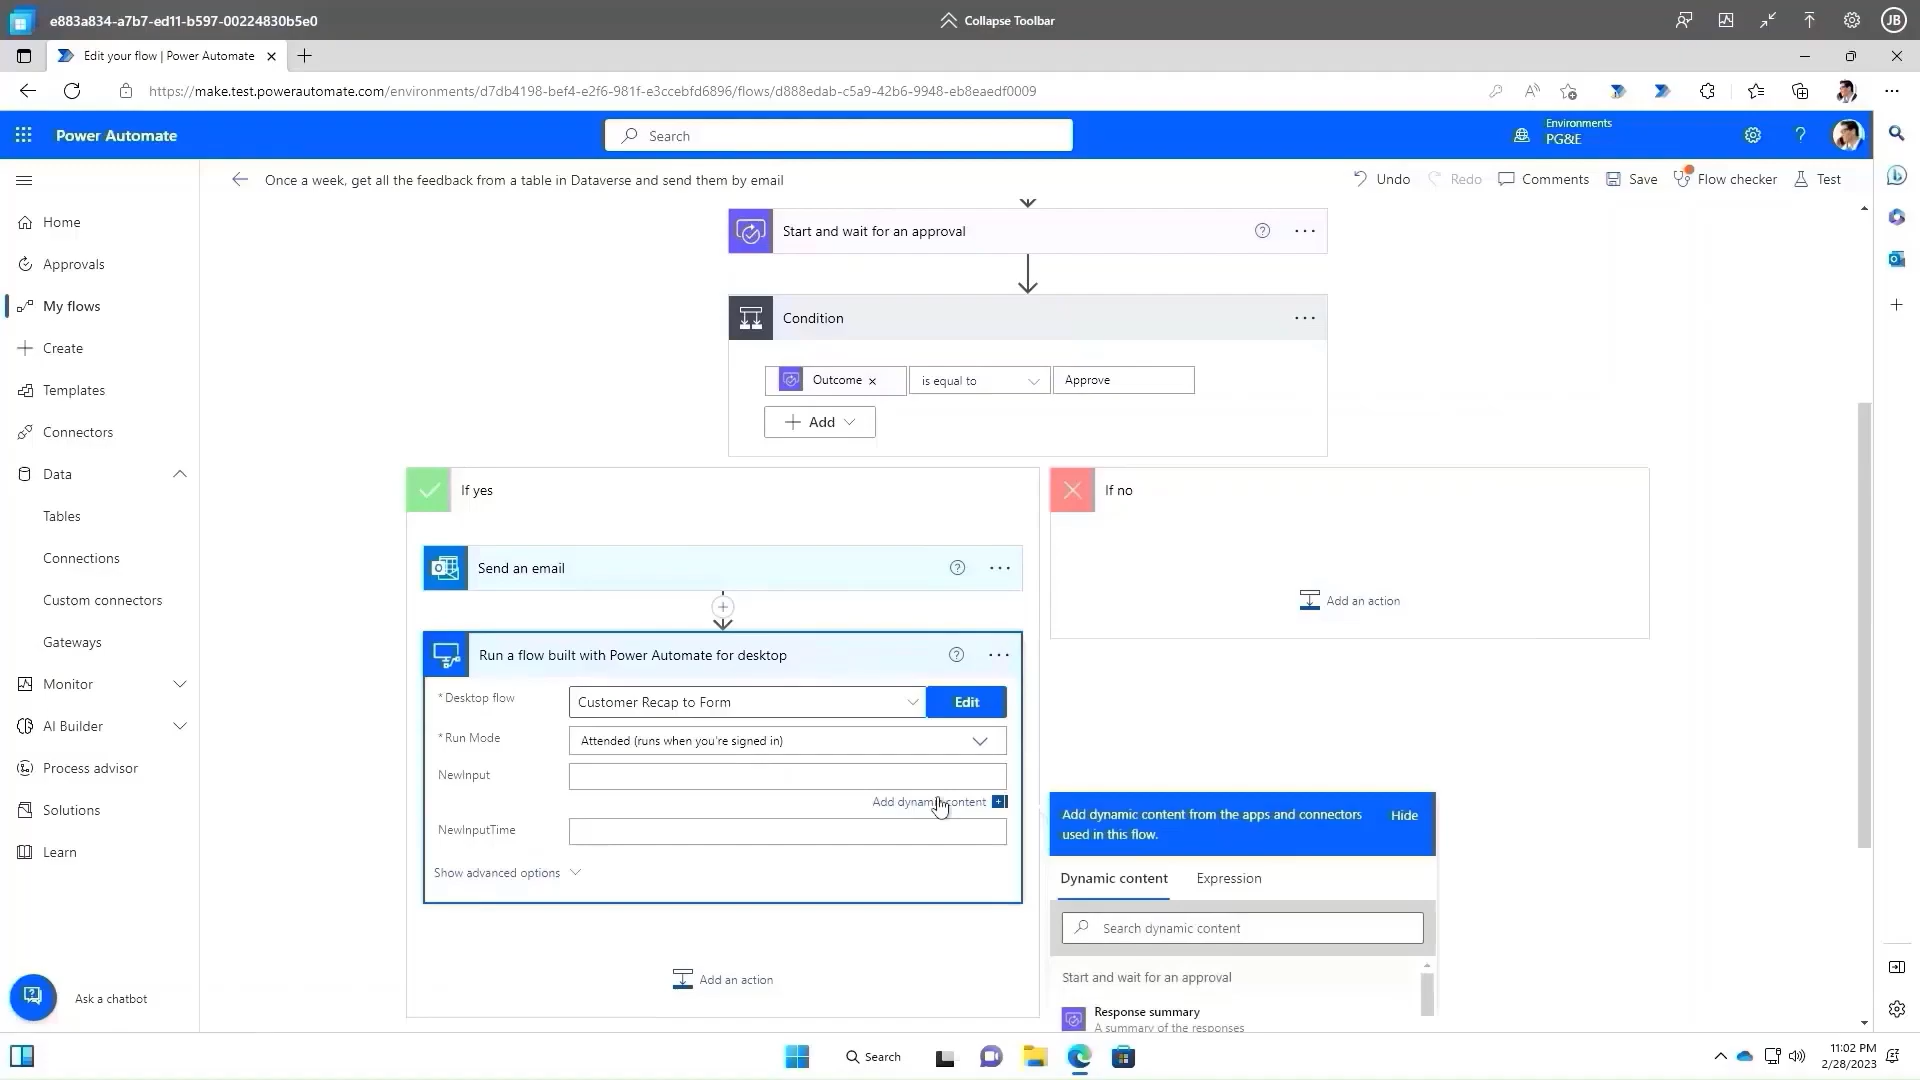 e883a834-a7b7-ed11-b597-00224830b5e0
Collapse Toolbar
JB
Edit your flow | Power Automate
https://make.test.powerautomate.com/environments/d7db4198-bef4-e2f6-981f-e3ccebfd6896/flows/d888edab-c5a9-42b6-9948-eb8eaedf0009
Power Automate
Search
Environments
PG&E
Once a week, get all the feedback from a table in Dataverse and send them by email
Undo
Redo
Comments
Save
Flow checker
Test
Home
Approvals
My flows
Create
Templates
Connectors
Data
Tables
Connections
Custom connectors
Gateways
Monitor
AI Builder
Process advisor
Solutions
Learn
Ask a chatbot
Start and wait for an approval
Condition
Outcome
is equal to
Approve
Add
If yes
If no
Send an email
Add an action
Run a flow built with Power Automate for desktop
* Desktop flow
Customer Recap to Form
Edit
* Run Mode
Attended (runs when you're signed in)
NewInput
Add dynamic content
NewInputTime
Show advanced options
Add an action
Add dynamic content from the apps and connectors
used in this flow.
Hide
Dynamic content
Expression
Search dynamic content
Start and wait for an approval
Response summary
A summary of the responses
Search
11:02 PM
2/28/2023